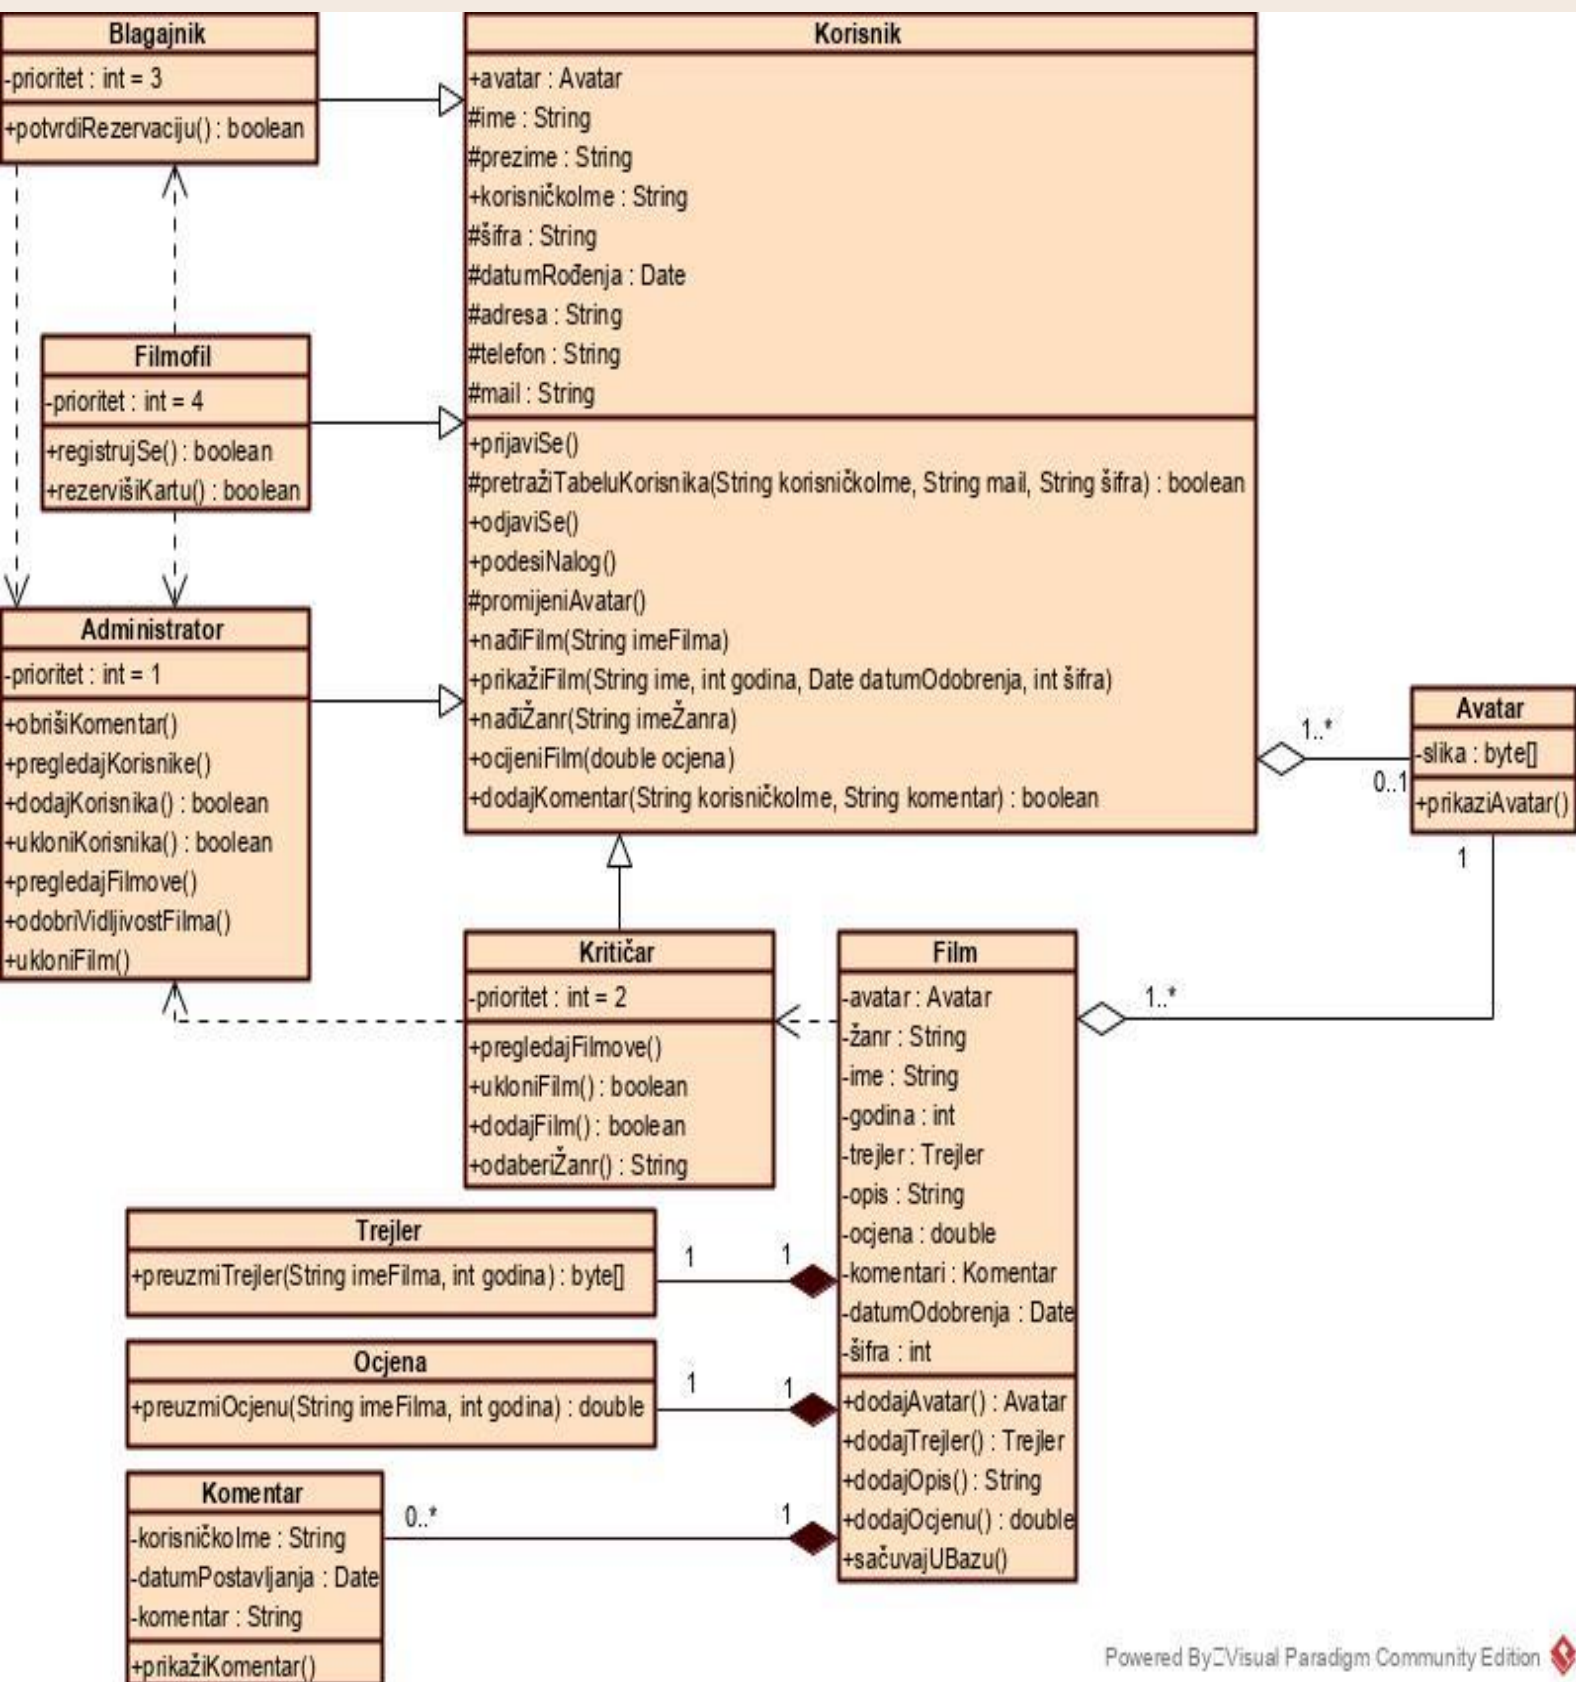 Blagajnik
-prioritet : int = 3
+potvrdiRezervaciju() : boolean
Korisnik
+avatar : Avatar
#ime : String
#prezime : String
+korisničkoIme : String
#šifra : String
#datumRođenja : Date
#adresa : String
#telefon : String
#mail : String
+prijaviSe()
#pretražiTabeluKorisnika(String korisničkoIme, String mail, String šifra) : boolean
+odjaviSe()
+podesiNalog()
#promijeniAvatar()
+nađiFilm(String imeFilma)
+prikažiFilm(String ime, int godina, Date datumOdobrenja, int šifra)
+nađiŽanr(String imeŽanra)
+ocijeniFilm(double ocjena)
+dodajKomentar(String korisničkoIme, String komentar) : boolean
Filmofil
-prioritet : int = 4
+registrujSe() : boolean
+rezervišiKartu() : boolean
Administrator
-prioritet : int = 1
+obrišiKomentar()
+pregledajKorisnike()
+dodajKorisnika() : boolean
+ukloniKorisnika() : boolean
+pregledajFilmove()
+odobriVidljivostFilma()
+ukloniFilm()
1..*
0..1
Avatar
-slika : byte[]
+prikaziAvatar()
1
1..*
Kritičar
-prioritet : int = 2
+pregledajFilmove()
+ukloniFilm() : boolean
+dodajFilm() : boolean
+odaberiŽanr() : String
Film
-avatar : Avatar
-žanr : String
-ime : String
-godina : int
-trejler : Trejler
-opis : String
-ocjena : double
-komentari : Komentar
-datumOdobrenja : Date
-šifra : int
+dodajAvatar() : Avatar
+dodajTrejler() : Trejler
+dodajOpis() : String
+dodajOcjenu() : double
+sačuvajUBazu()
Trejler
+preuzmiTrejler(String imeFilma, int godina) : byte[]
1 1
Ocjena
+preuzmiOcjenu(String imeFilma, int godina) : double
1 1
Komentar
-korisničkoIme : String
-datumPostavljanja : Date
-komentar : String
+prikažiKomentar()
0..* 1
Powered By Visual Paradigm Community Edition